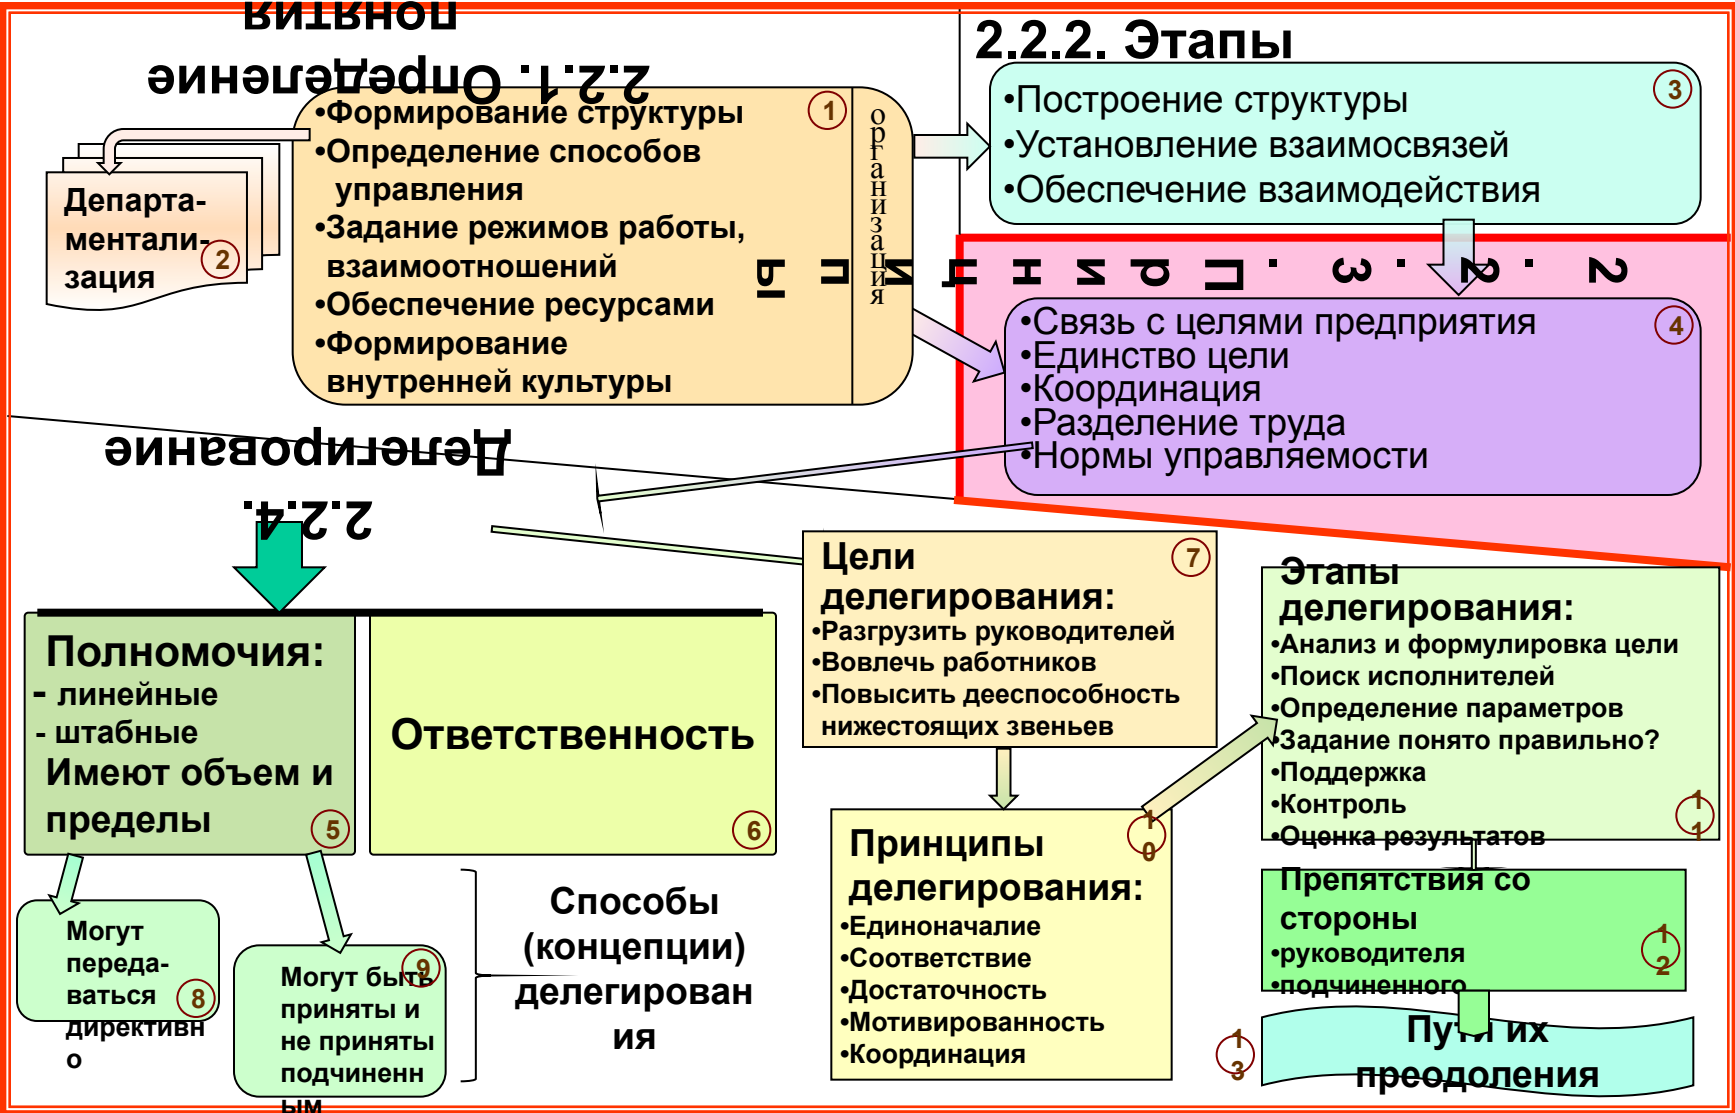 2.2.1. Определение
понятия
•Формирование структуры
•Определение способов
управления
•Задание режимов работы,
взаимоотношений
•Обеспечение ресурсами
•Формирование
внутренней культуры
1
организация
Департа-
ментали-
зация
2
2.2.2. Этапы
•Построение структуры
•Установление взаимосвязей
•Обеспечение взаимодействия
3
2.2.3. Принципы
•Связь с целями предприятия
•Единство цели
•Координация
•Разделение труда
•Нормы управляемости
4
2.2.4.
Делегирование
Полномочия:
- линейные
- штабные
Имеют объем и
пределы
5
Ответственность
6
Цели
делегирования:
•Разгрузить руководителей
•Вовлечь работников
•Повысить дееспособность
нижестоящих звеньев
7
Могут
переда-
ваться
директивн
о
8
Могут быть
приняты и
не приняты
подчиненн
ым
9
Способы
(концепции)
делегирован
ия
Принципы
делегирования:
•Единоначалие
•Соответствие
•Достаточность
•Мотивированность
•Координация
10
Этапы
делегирования:
•Анализ и формулировка цели
•Поиск исполнителей
•Определение параметров
•Задание понято правильно?
•Поддержка
•Контроль
•Оценка результатов
11
Препятствия со
стороны
•руководителя
•подчиненного
12
Пути их
преодоления
13